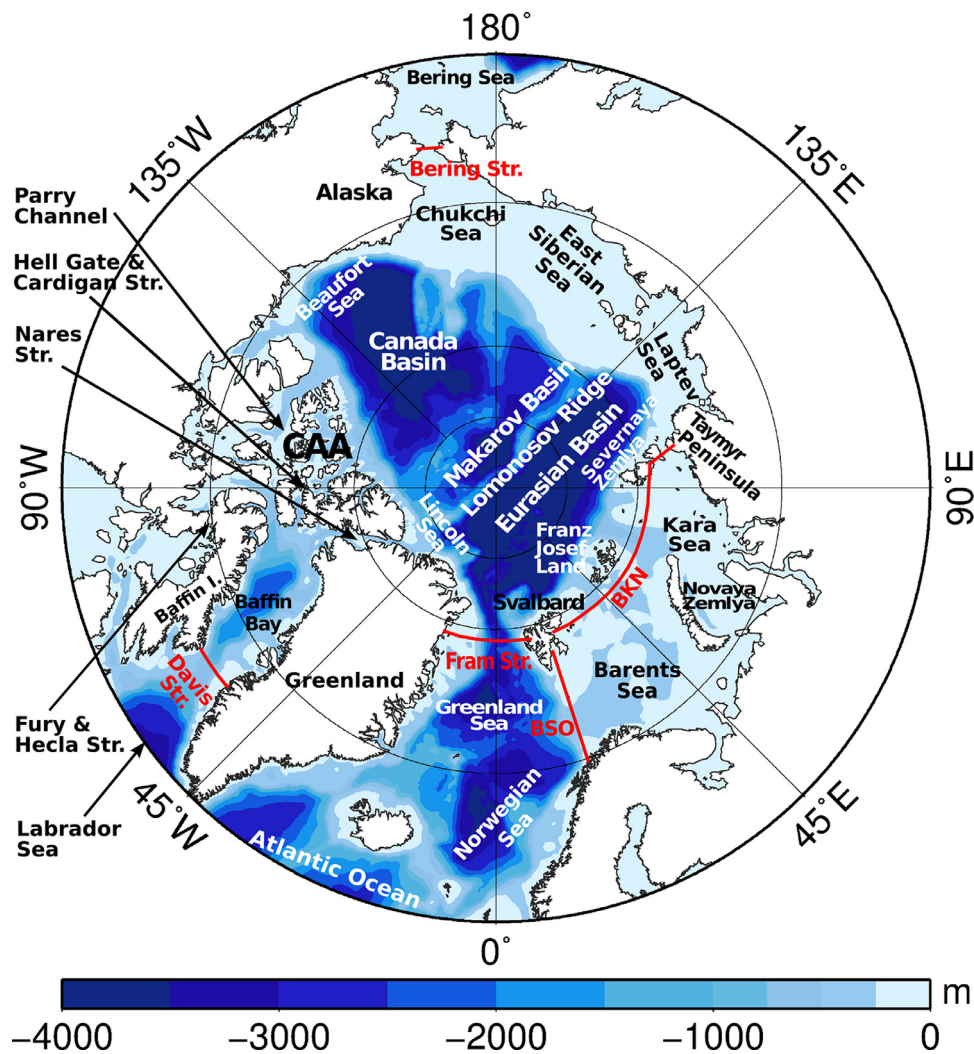 180°
Bering Sea
135°W
135°E
Bering Str.
Alaska
Parry
Channel
Chukchi
Sea
East
Siberian
Sea
Hell Gate &
Cardigan Str.
Beaufort
Sea
Nares
Str.
Canada
Basin
Laptev
Sea
Makarov Basin
Lomonosov Ridge
Eurasian Basin
Severnaya
Zemlya
Taymyr
Peninsula
CAA
90°W
90°E
Lincoln
Sea
Franz
Josef
Land
Kara
Sea
Baffin I.
Baffin
Bay
Svalbard
BKN
Novaya
Zemlya
Davis
Str.
Greenland
Fram Str.
Barents
Sea
Greenland
Sea
BSO
Fury &
Hecla Str.
Norwegian
Sea
Labrador
Sea
45°W
45°E
Atlantic Ocean
0°
m
−4000 −3000 −2000 −1000 0